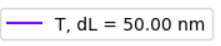 T, dL = 50.00 nm